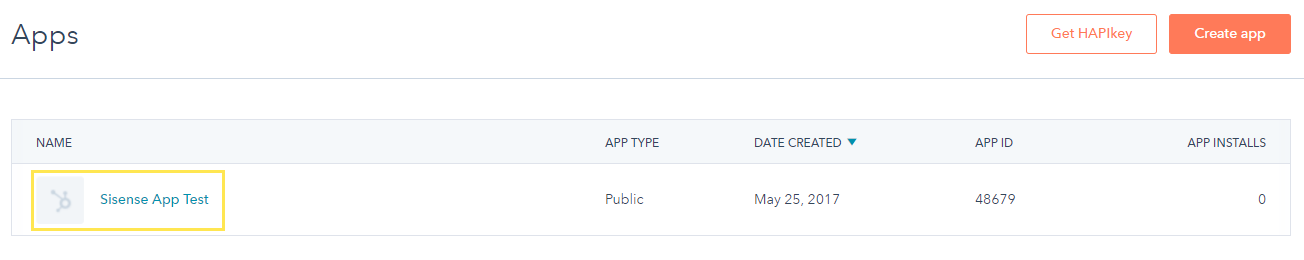 Apps
Get HAPIkey
Create app
NAME APP TYPE DATE CREATED APP ID APP INSTALLS
Sisense App Test Public May 25, 2017 48679 0